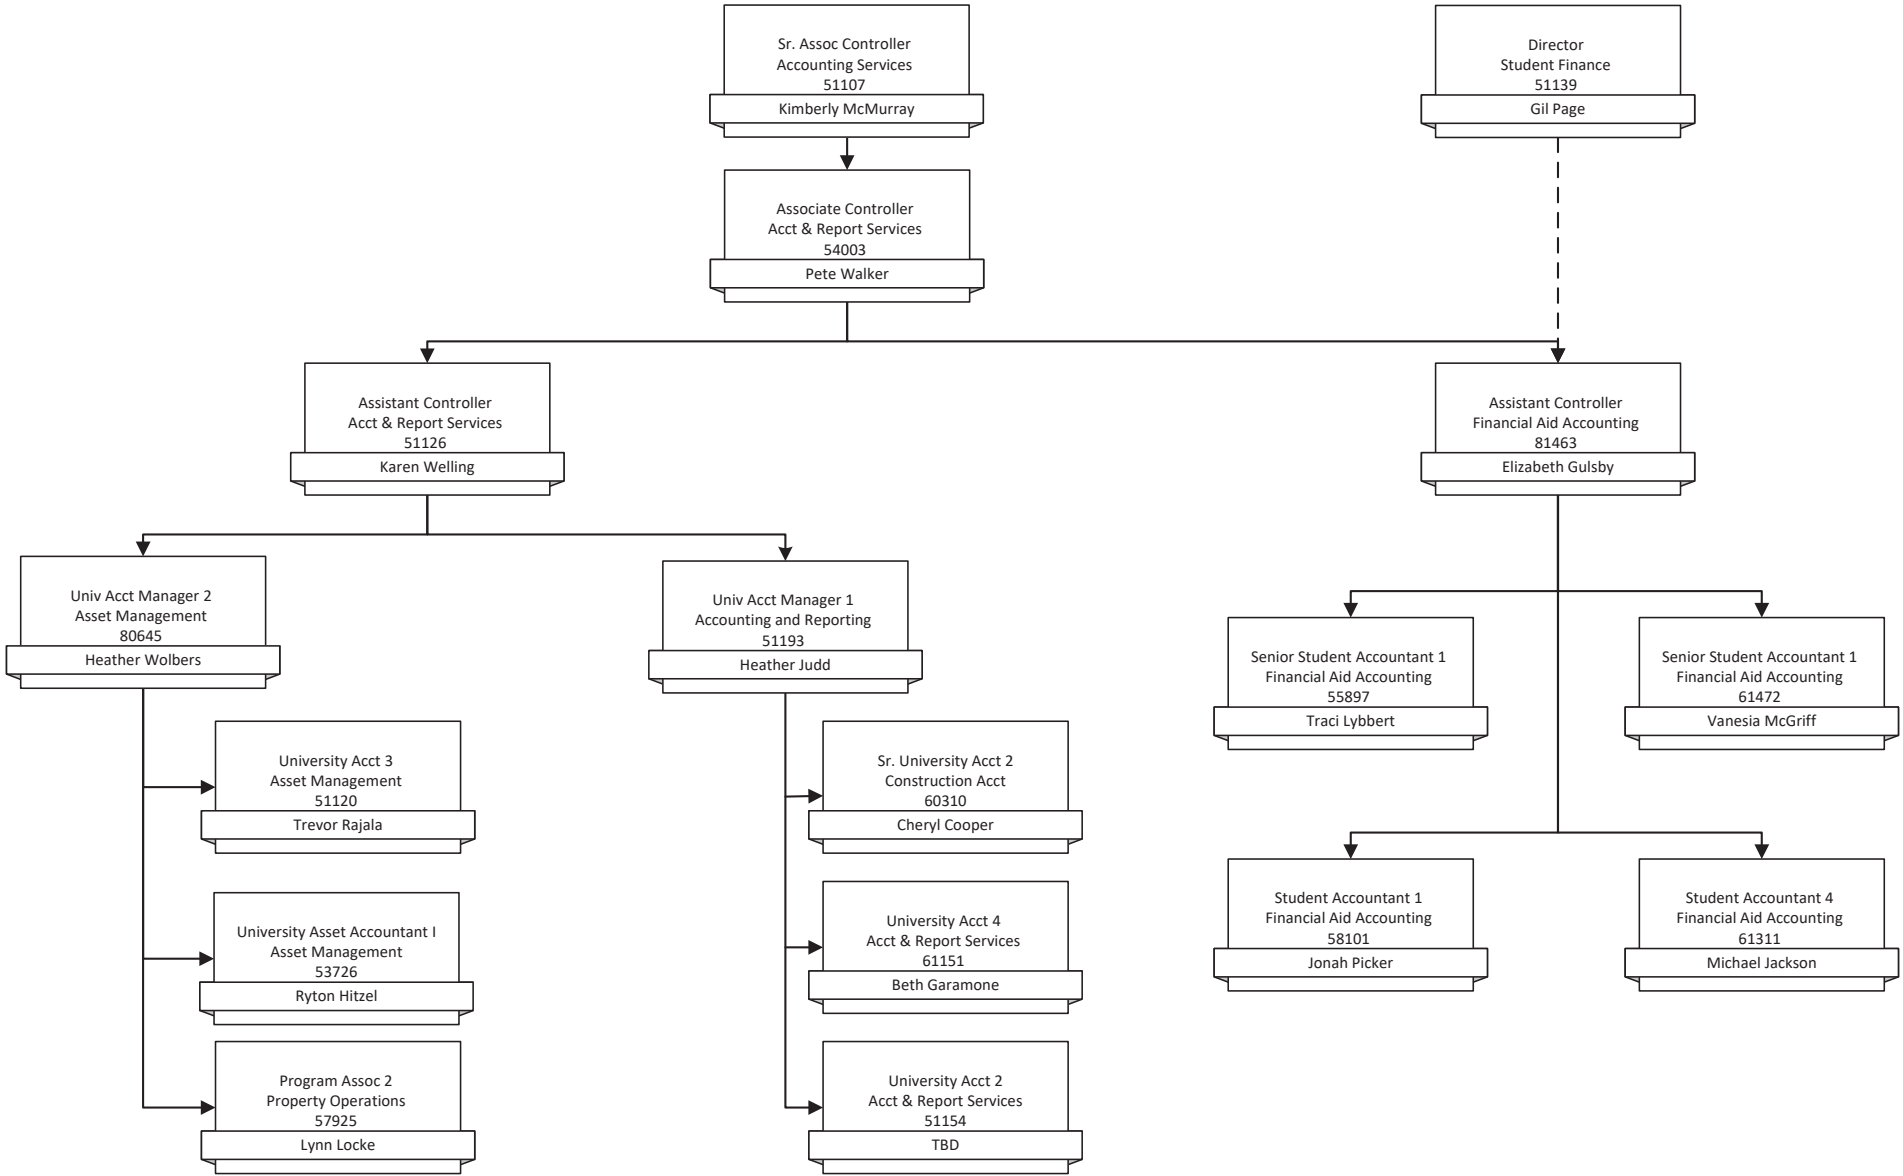 Sr. Assoc Controller
Accounting Services
51107
Kimberly McMurray
Director
Student Finance
51139
Gil Page
Associate Controller
Acct & Report Services
54003
Pete Walker
Assistant Controller
Acct & Report Services
51126
Karen Welling
Assistant Controller
Financial Aid Accounting
81463
Elizabeth Gulsby
Univ Acct Manager 2
Asset Management
80645
Heather Wolbers
Univ Acct Manager 1
Accounting and Reporting
51193
Heather Judd
Senior Student Accountant 1
Financial Aid Accounting
55897
Traci Lybbert
Senior Student Accountant 1
Financial Aid Accounting
61472
Vanesia McGriff
University Acct 3
Asset Management
51120
Trevor Rajala
Sr. University Acct 2
Construction Acct
60310
Cheryl Cooper
Student Accountant 1
Financial Aid Accounting
58101
Jonah Picker
Student Accountant 4
Financial Aid Accounting
61311
Michael Jackson
University Asset Accountant I
Asset Management
53726
Ryton Hitzel
University Acct 4
Acct & Report Services
61151
Beth Garamone
Program Assoc 2
Property Operations
57925
Lynn Locke
University Acct 2
Acct & Report Services
51154
TBD